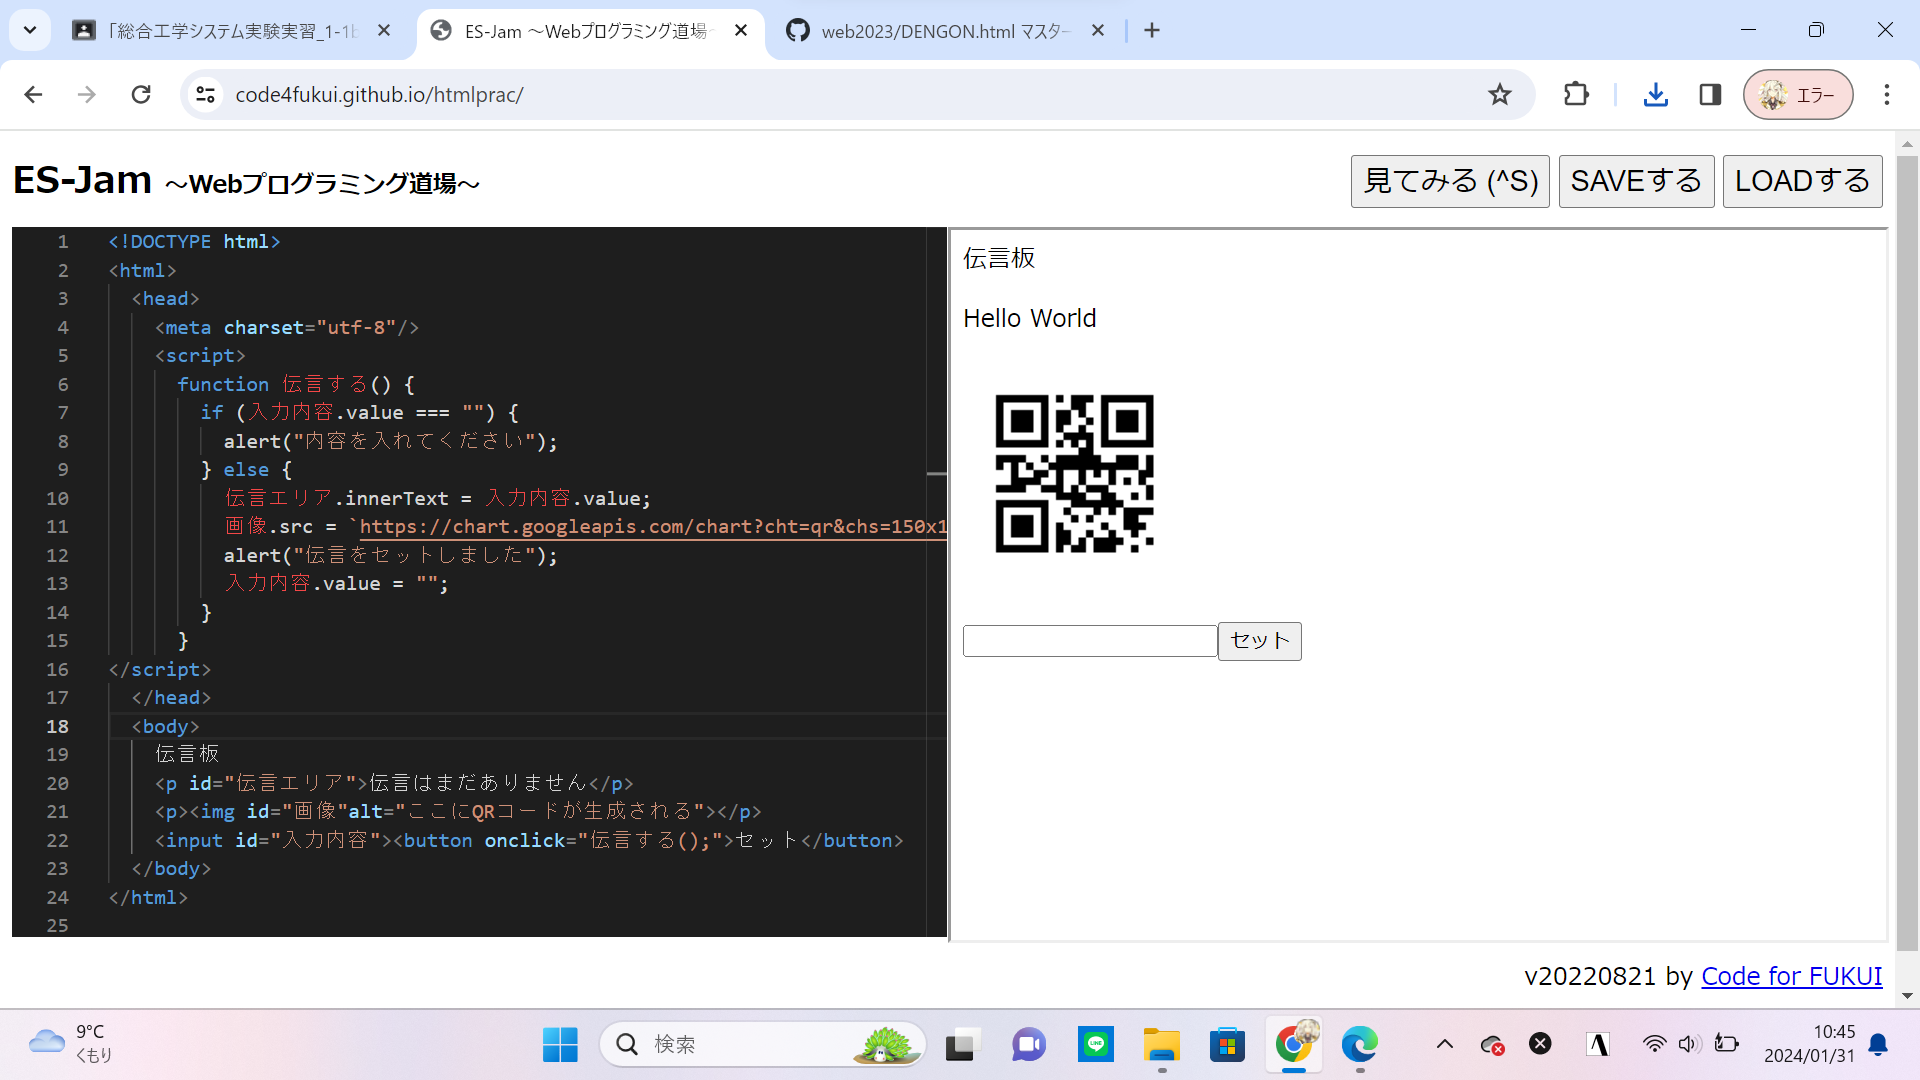 「総合工学システム実験実習_1-1b
ES-Jam ～Webプログラミング道場～
web2023/DENGON.html マスター
code4fukui.github.io/htmlprac/
エラー
ES-Jam ～Webプログラミング道場～
見てみる (^S)
SAVEする
LOADする
1 <!DOCTYPE html>
2 <html>
3 <head>
4 <meta charset="utf-8"/>
5 <script>
6 function 伝言する() {
7 if (入力内容.value === "") {
8 alert("内容を入れてください");
9 } else {
10 伝言エリア.innerText = 入力内容.value;
11 画像.src = `https://chart.googleapis.com/chart?cht=qr&chs=150x1
12 alert("伝言をセットしました");
13 入力内容.value = "";
14 }
15 }
16 </script>
17 </head>
18 <body>
19 伝言板
20 <p id="伝言エリア">伝言はまだありません</p>
21 <p><img id="画像"alt="ここにQRコードが生成される"></p>
22 <input id="入力内容"><button onclick="伝言する();">セット</button>
23 </body>
24 </html>
25
伝言板
Hello World
セット
v20220821 by Code for FUKUI
9°C
くもり
検索
LINE
A
10:45
2024/01/31